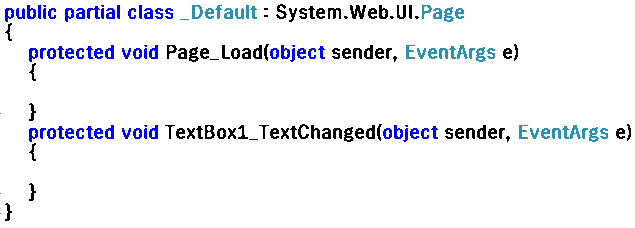 public partial class _Default : System.Web.UI.Page
{
protected void Page_Load(object sender, EventArgs e)
{
}
protected void TextBox1_TextChanged(object sender, EventArgs e)
{
}
}